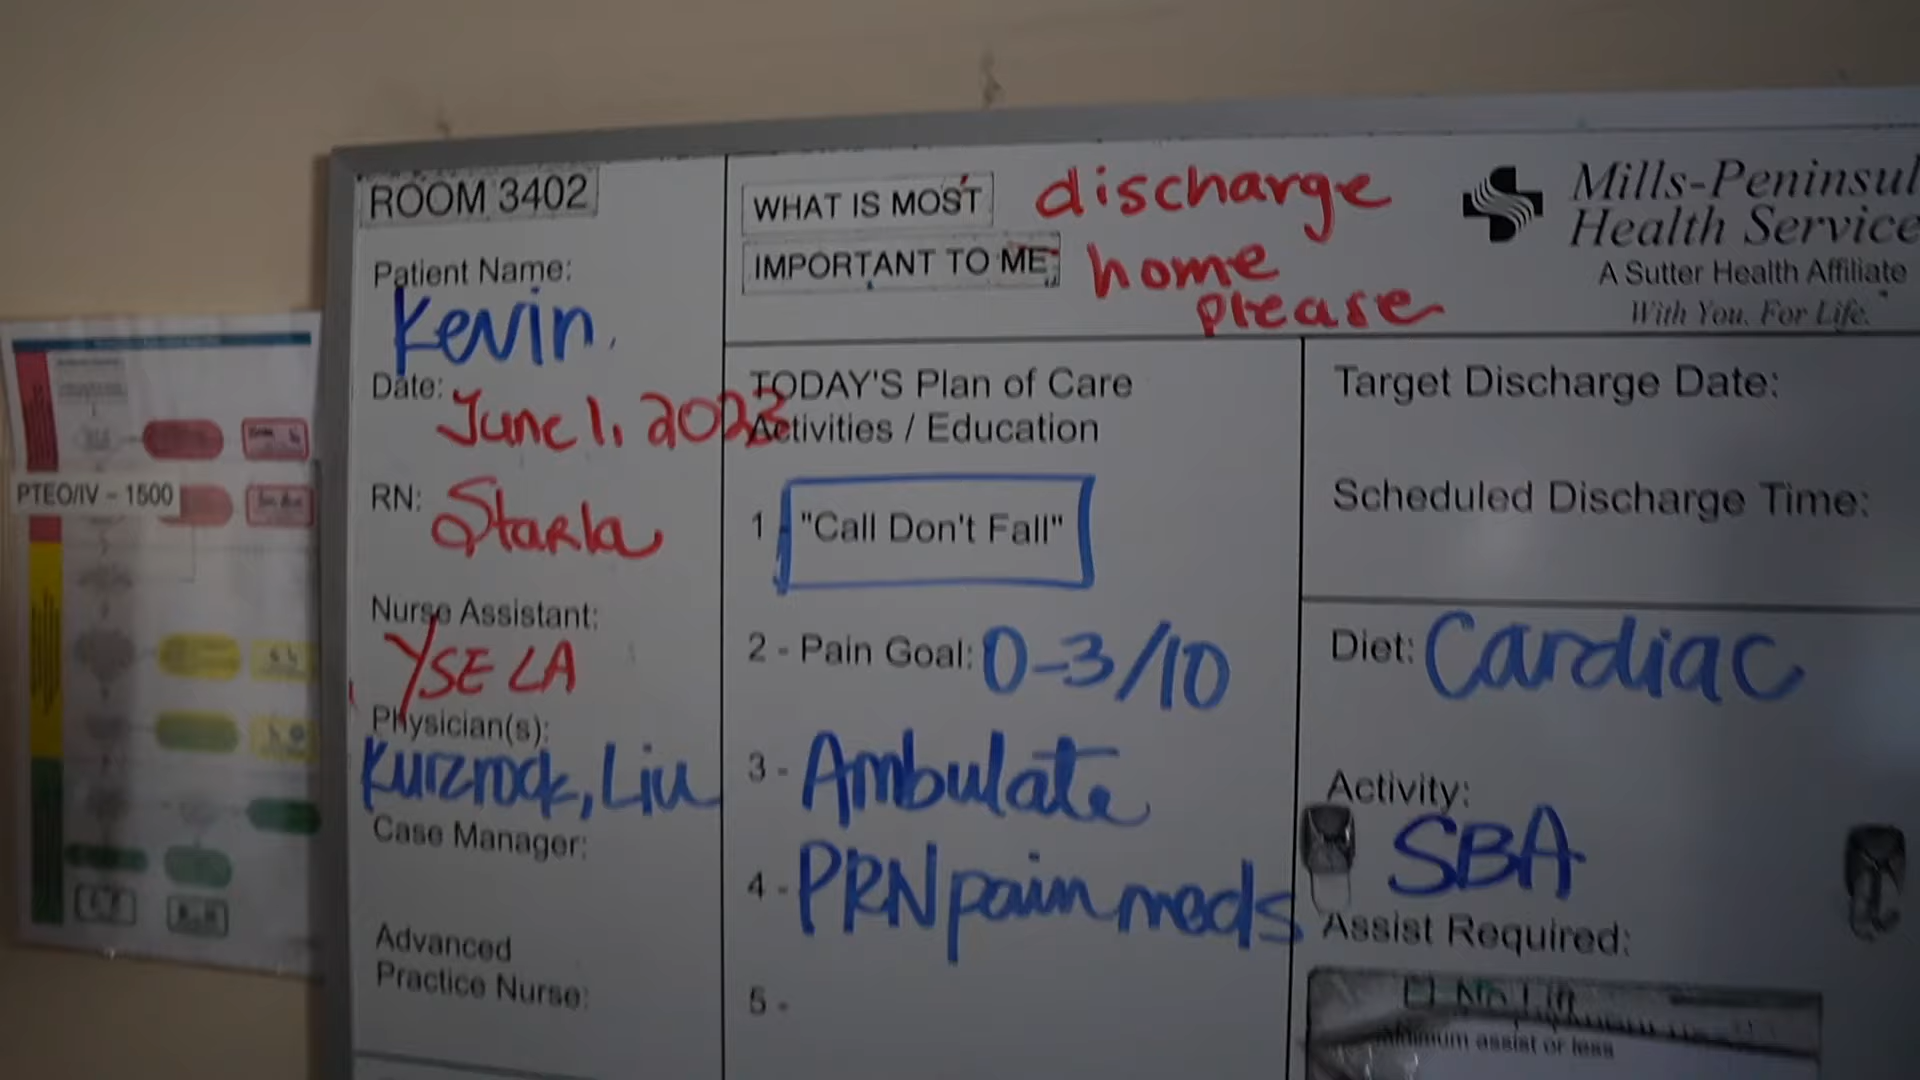 ROOM 3402
Patient Name:
Kevin.
Date: June 1, 2023
RN: Starla
Nurse Assistant:
YSELA
Physician(s):
Kurzrock, Liu
Case Manager:
Advanced
Practice Nurse:
WHAT IS MOST
IMPORTANT TO ME:
discharge
home
please
Mills-Peninsul
Health Service
A Sutter Health Affiliate
With You. For Life.
TODAY'S Plan of Care
Activities / Education
1 - "Call Don't Fall"
2 - Pain Goal: 0-3/10
3 - Ambulate
4 - PRN pain meds
5 -
Target Discharge Date:
Scheduled Discharge Time:
Diet: Cardiac
Activity:
SBA
Assist Required:
No Lift
Minimum assist or less
PTEO/IV - 1500